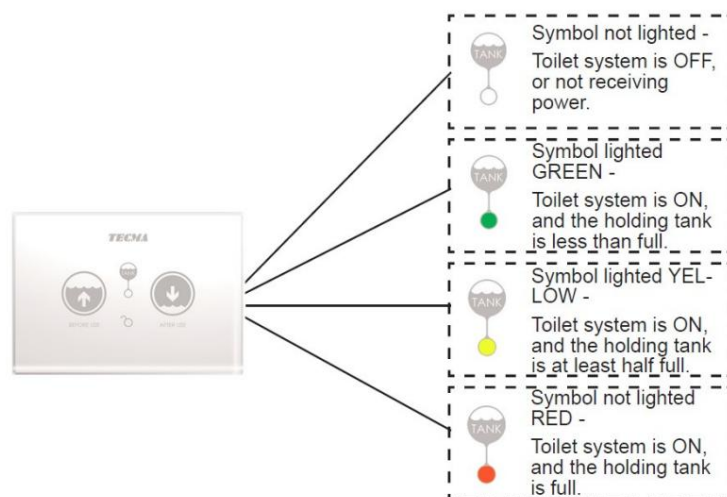 TECMA
BEFORE USE
AFTER USE
TANK
Symbol not lighted -
Toilet system is OFF,
or not receiving
power.
TANK
Symbol lighted
GREEN -
Toilet system is ON,
and the holding tank
is less than full.
TANK
Symbol lighted YEL-
LOW -
Toilet system is ON,
and the holding tank
is at least half full.
TANK
Symbol not lighted
RED -
Toilet system is ON,
and the holding tank
is full.